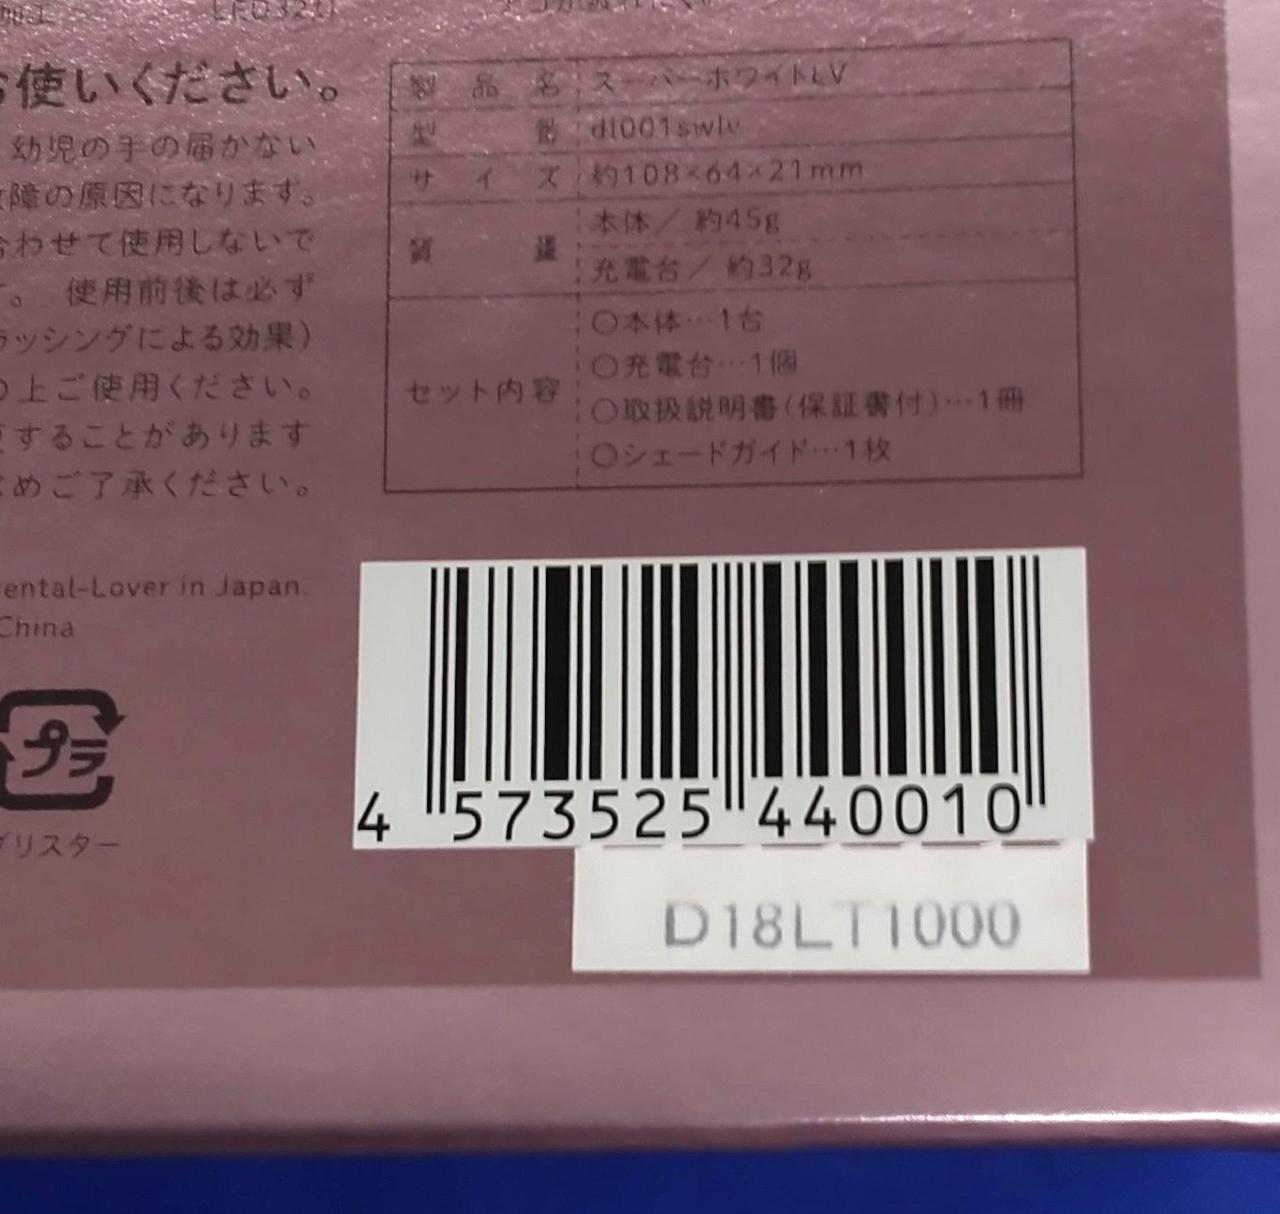 お使いください。
幼児の手の届かない
故障の原因になります。
合わせて使用しないで
。 使用前後は必ず
ラッシングによる効果)
の上ご使用ください。
することがあります
めご了承ください。
製品名 スーパーホワイトLV
型番 dl001swlv
サイズ 約108×64×21mm
質量 本体/約45g
充電台/約32g
セット内容
○本体…1台
○充電台…1個
○取扱説明書(保証書付)…1冊
○シェードガイド…1枚
ental-Lover in Japan.
China
プラ
ブリスター
4 573525 440010
D18LT1000